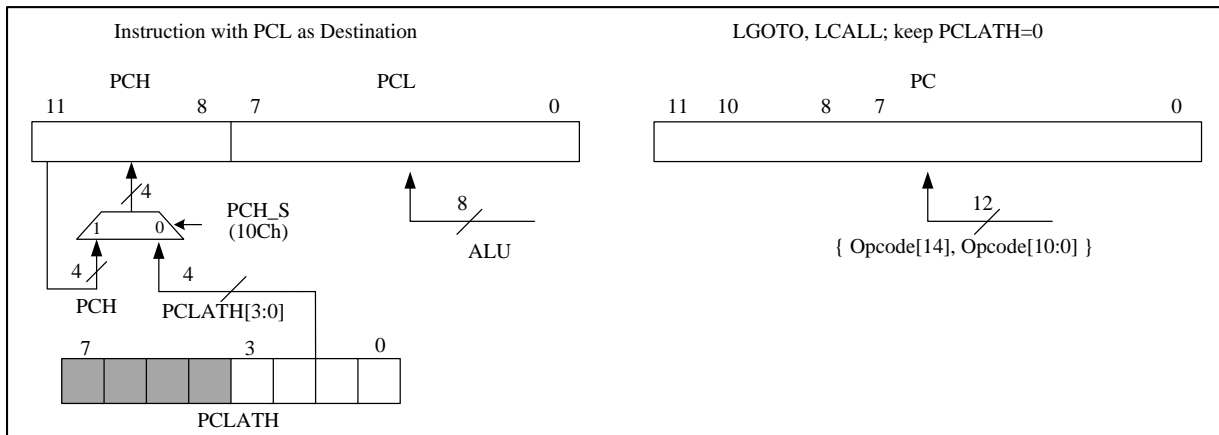 Instruction with PCL as Destination
LGOTO, LCALL; keep PCLATH=0
PCH
PCL
PC
11
8
7
0
11
10
8
7
0
4
PCH_S
(10Ch)
1
0
8
12
ALU
{ Opcode[14], Opcode[10:0] }
4
4
PCH
PCLATH[3:0]
7
3
0
PCLATH